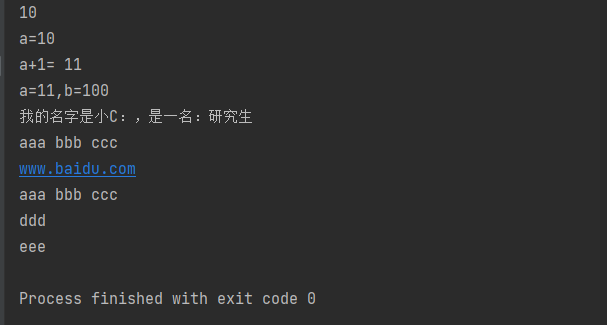 10
a=10
a+1= 11
a=11,b=100
我的名字是小C：，是一名：研究生
aaa bbb ccc
www.baidu.com
aaa bbb ccc
ddd
eee
Process finished with exit code 0